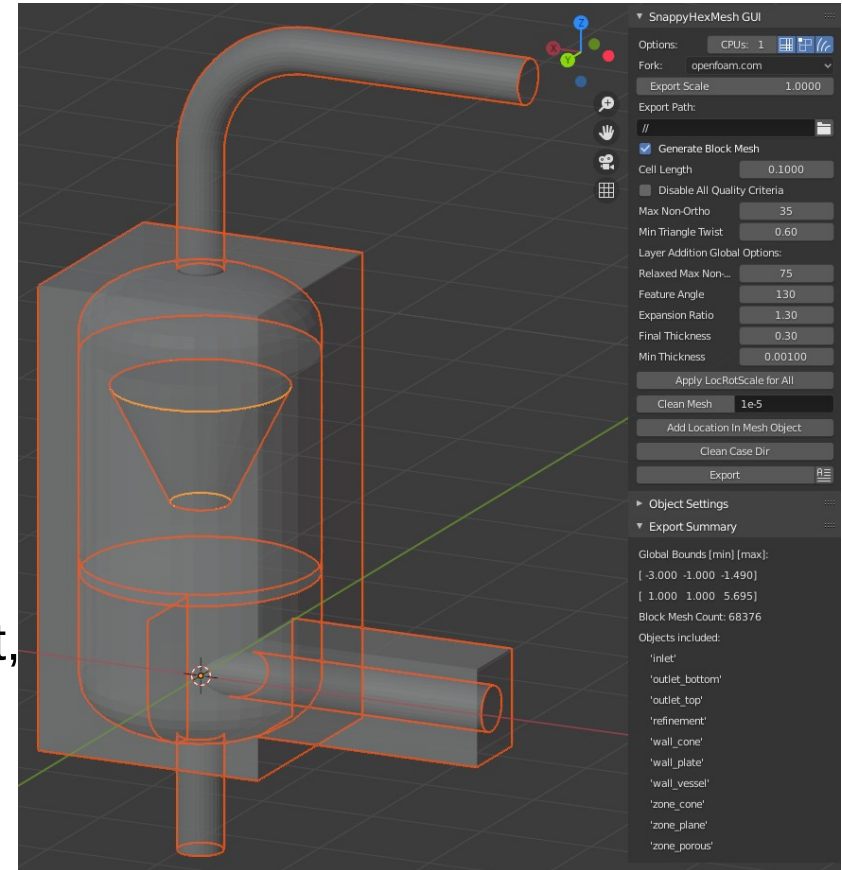 Z
X
Y
t,
SnappyHexMesh GUI
Options: CPUs: 1
Fork: openfoam.com
Export Scale 1.0000
Export Path:
//
Generate Block Mesh
Cell Length 0.1000
Disable All Quality Criteria
Max Non-Ortho 35
Min Triangle Twist 0.60
Layer Addition Global Options:
Relaxed Max Non-... 75
Feature Angle 130
Expansion Ratio 1.30
Final Thickness 0.30
Min Thickness 0.00100
Apply LocRotScale for All
Clean Mesh 1e-5
Add Location In Mesh Object
Clean Case Dir
Export
Object Settings
Export Summary
Global Bounds [min] [max]:
[ -3.000 -1.000 -1.490]
[ 1.000 1.000 5.695]
Block Mesh Count: 68376
Objects included:
'inlet'
'outlet_bottom'
'outlet_top'
'refinement'
'wall_cone'
'wall_plate'
'wall_vessel'
'zone_cone'
'zone_plane'
'zone_porous'